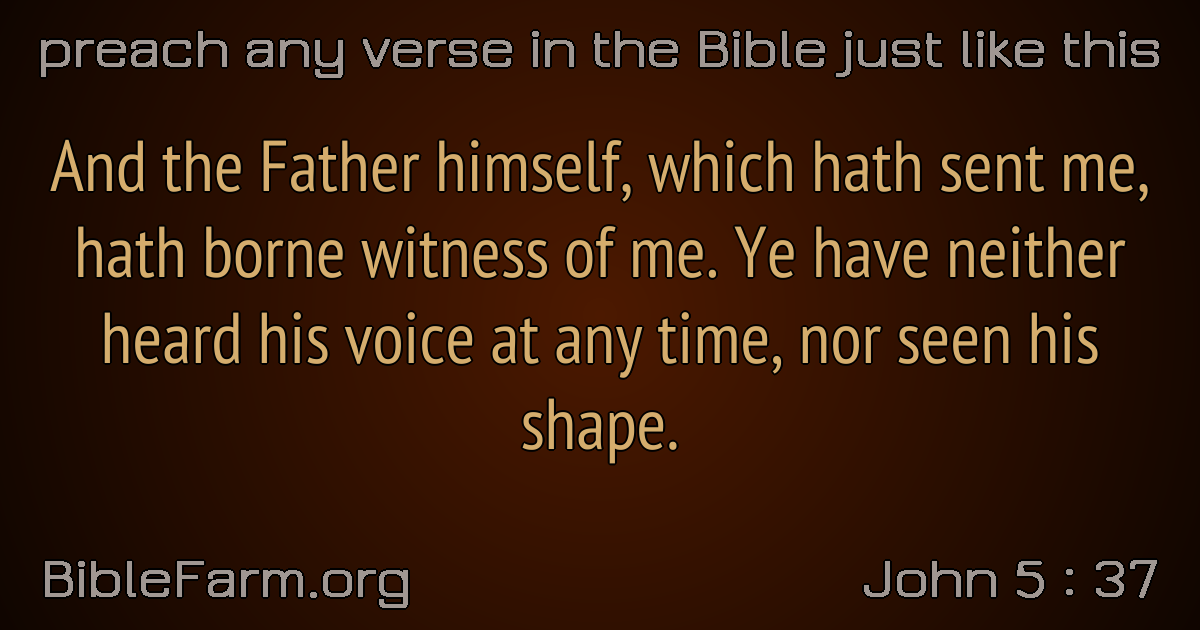 preach any verse in the Bible just like this
And the Father himself, which hath sent me,
hath borne witness of me. Ye have neither
heard his voice at any time, nor seen his
shape.
BibleFarm.org
John 5 : 37